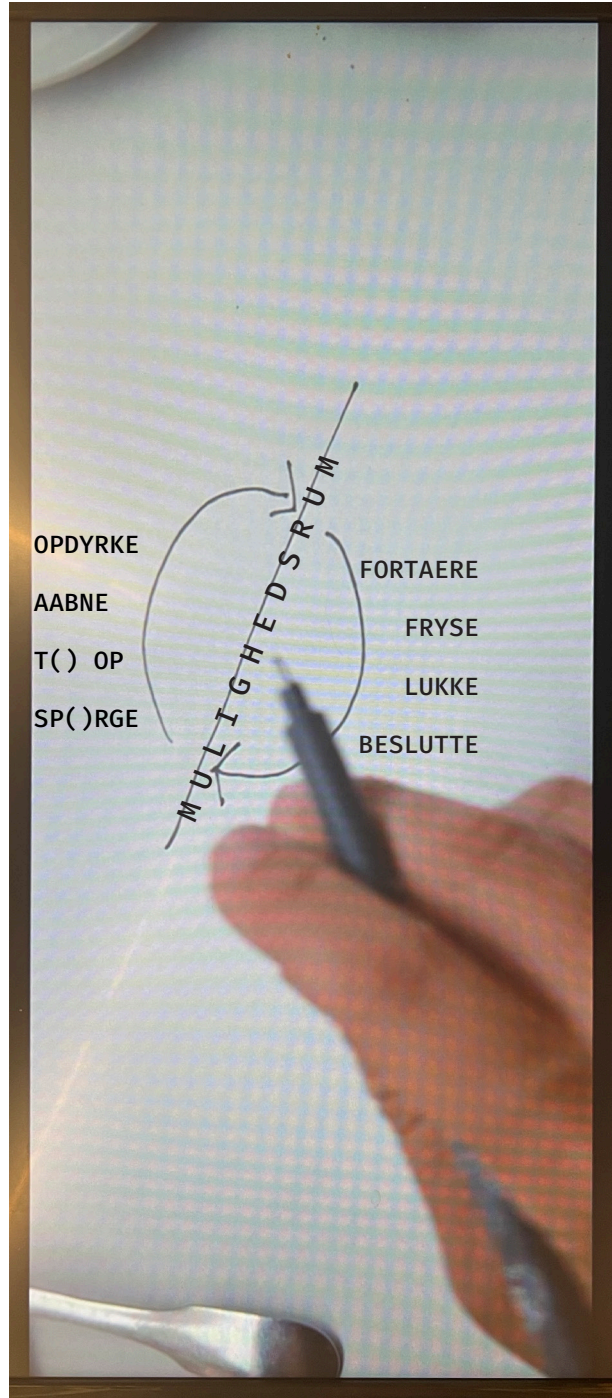 OPDYRKE
AABNE
T() OP
SP()RGE
MULIGHEDSRUM
FORTAERE
FRYSE
LUKKE
BESLUTTE